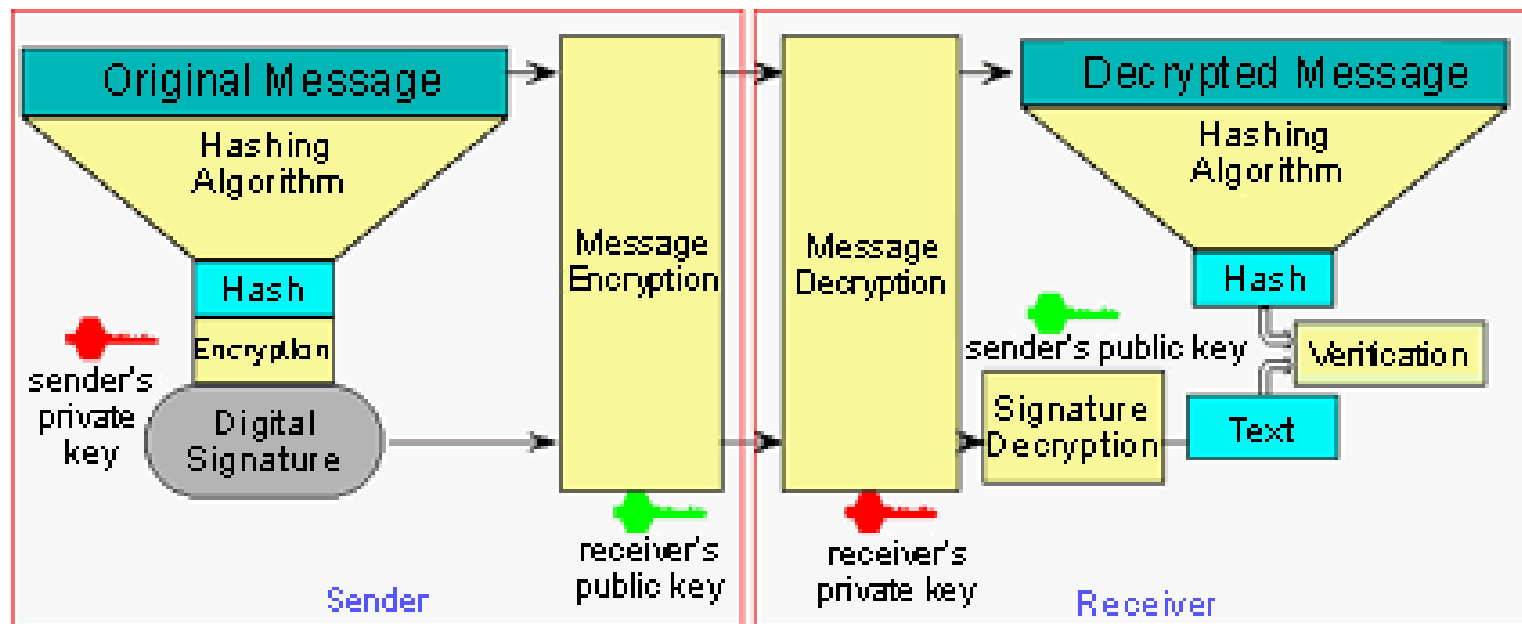 Original Message
Hashing
Algorithm
Hash
Encryption
sender's
private
key
Digital
Signature
Message
Encryption
receiver's
public key
Sender
Message
Decryption
receiver's
private key
Decrypted Message
Hashing
Algorithm
Hash
sender's public key
Verification
Signature
Decryption
Text
Receiver